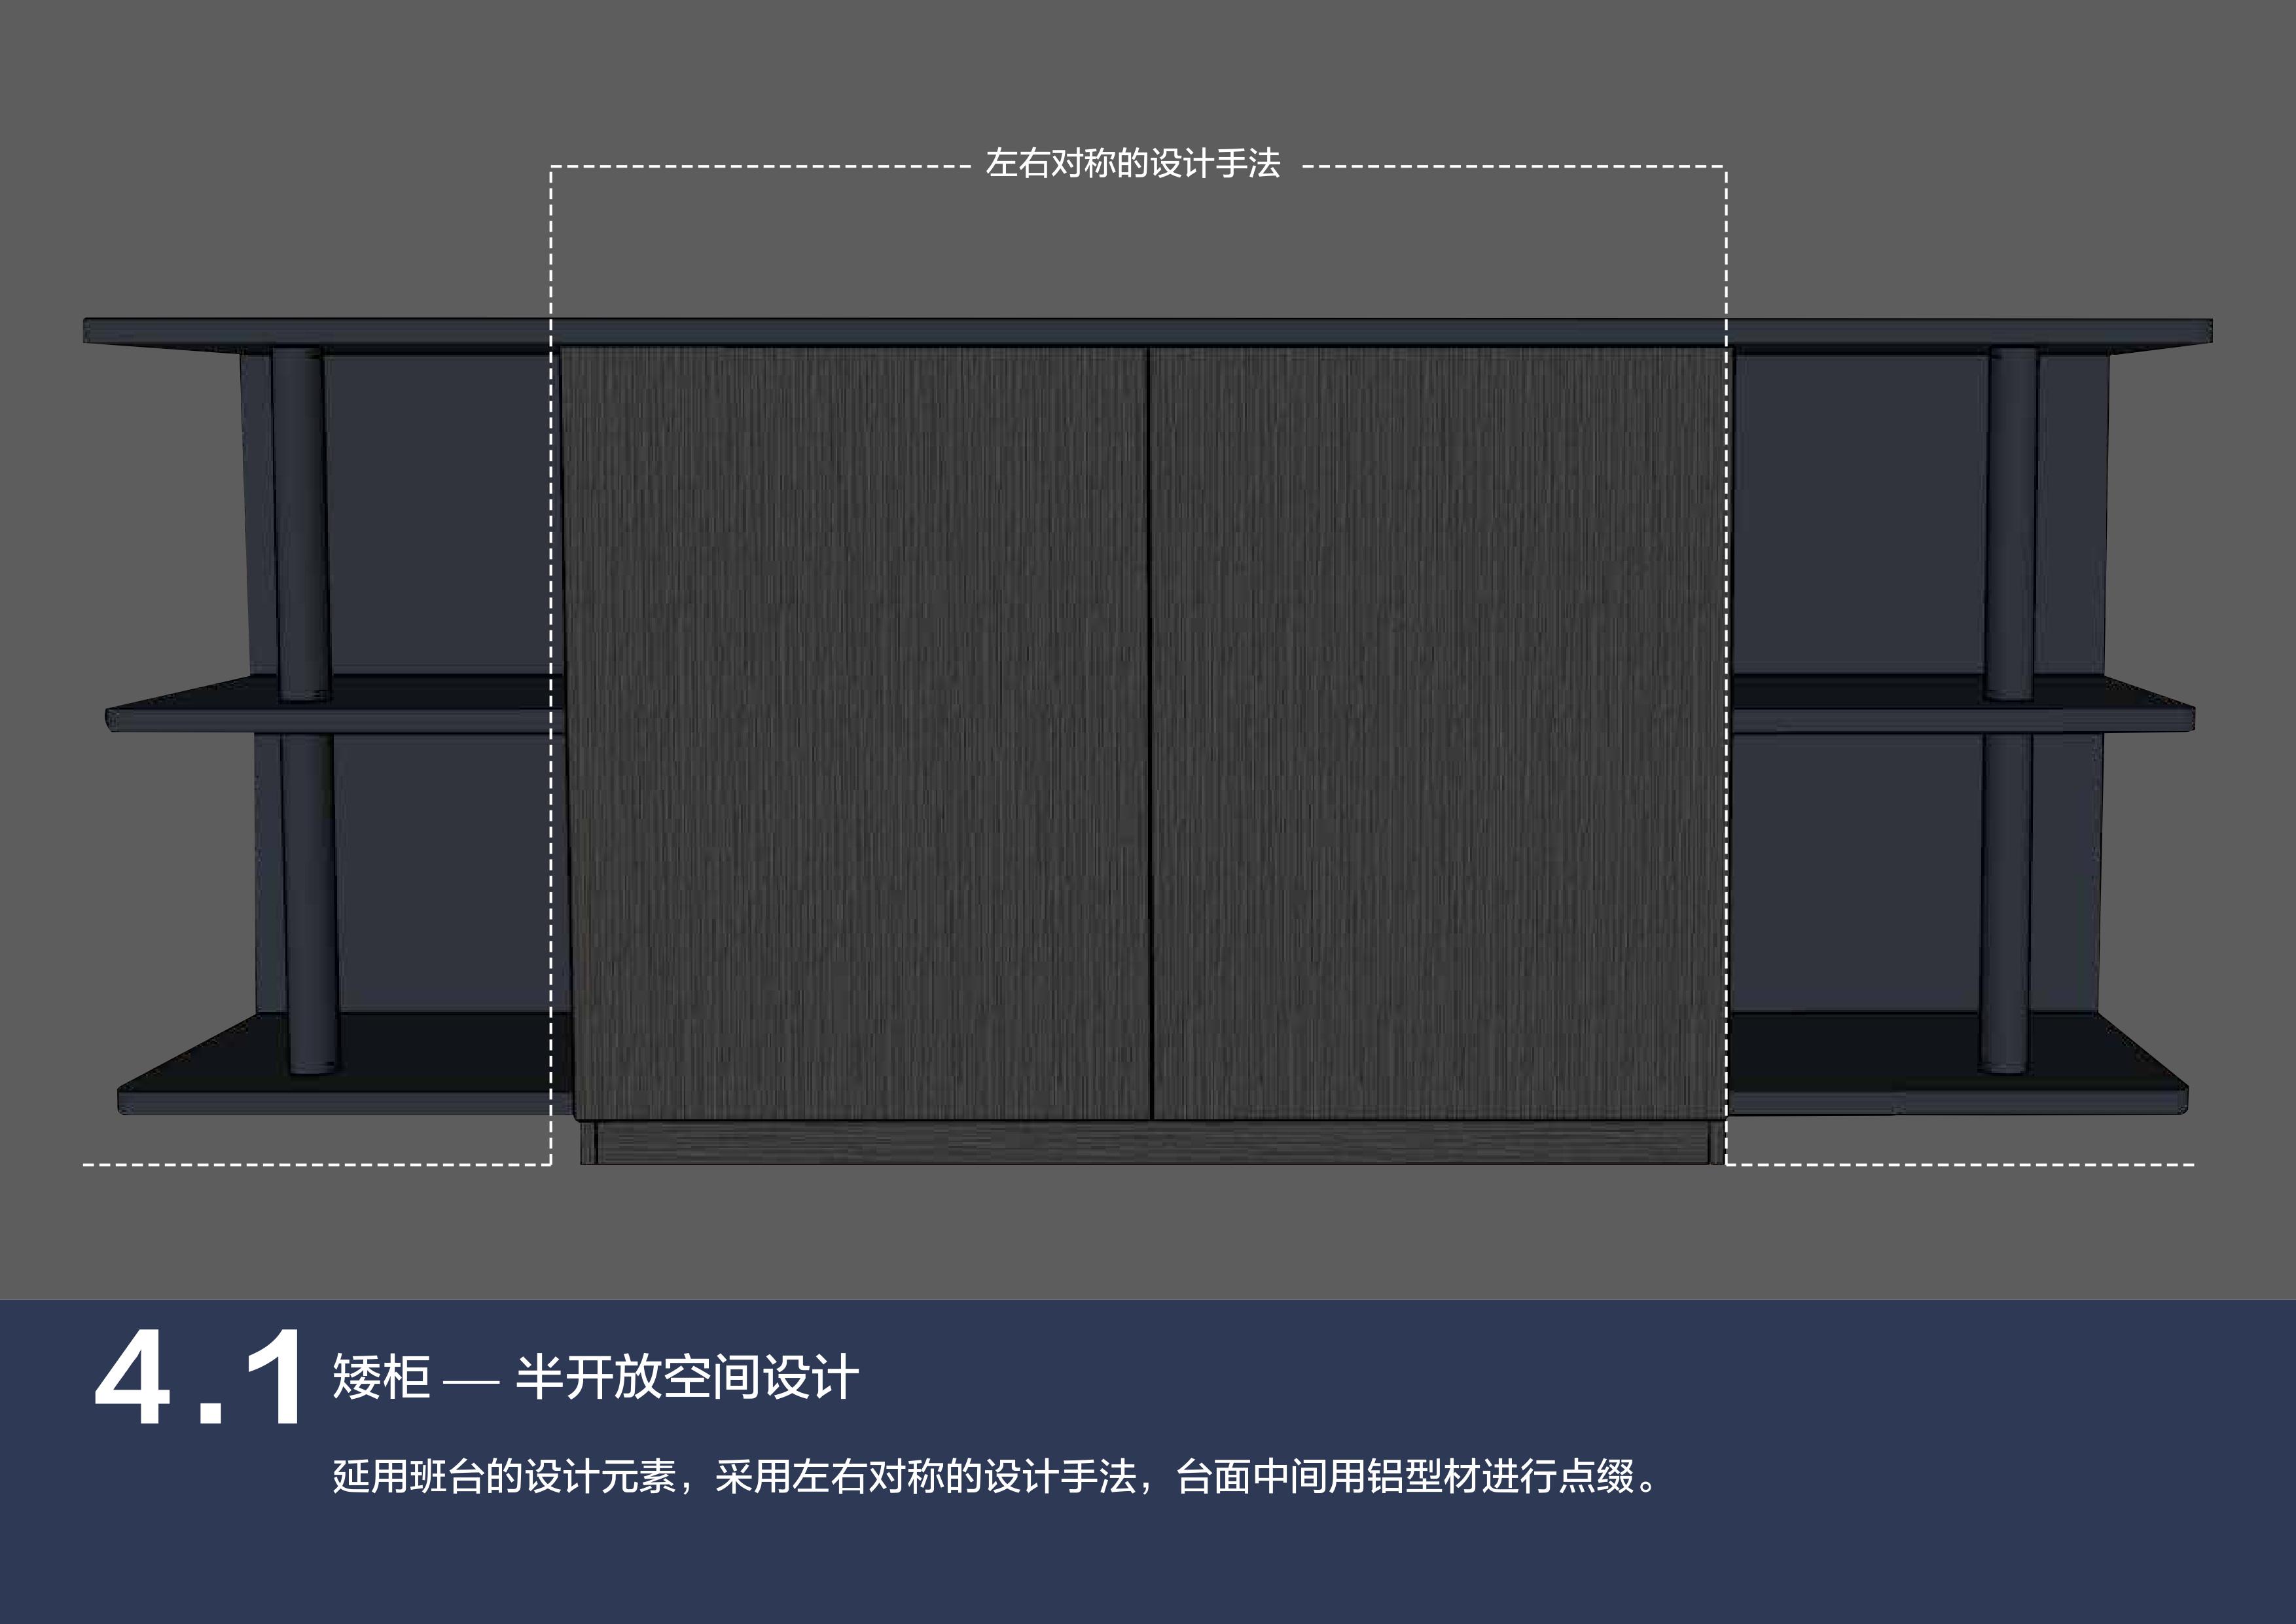 左右对称的设计手法
4.1 矮柜 — 半开放空间设计
延用班台的设计元素，采用左右对称的设计手法，台面中间用铝型材进行点缀。